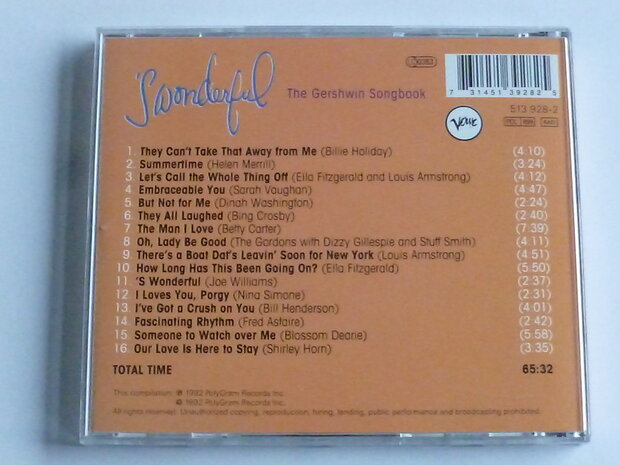 'S Wonderful
The Gershwin Songbook
7 31451 39282 5
513 928-2
Verve
1. They Can't Take That Away from Me (Billie Holiday) (4:10)
2. Summertime (Helen Merrill) (3:24)
3. Let's Call the Whole Thing Off (Ella Fitzgerald and Louis Armstrong) (4:12)
4 Embraceable You (Sarah Vaughan) (4:47)
5 But Not for Me (Dinah Washington) (2:24)
6 They All Laughed (Bing Crosby) (2:40)
7 The Man I Love (Betty Carter) (7:39)
8 Oh, Lady Be Good (The Gordons with Dizzy Gillespie and Stuff Smith) (4:11)
9 There's a Boat Dat's Leavin' Soon for New York (Louis Armstrong) (4:51)
10 How Long Has This Been Going On? (Ella Fitzgerald) (5:50)
11 'S Wonderful (Joe Williams) (2:37)
12 I Loves You, Porgy (Nina Simone) (2:31)
13 I've Got a Crush on You (Bill Henderson) (4:01)
14 Fascinating Rhythm (Fred Astaire) (2:42)
15 Someone to Watch over Me (Blossom Dearie) (5:58)
16 Our Love Is Here to Stay (Shirley Horn) (3:35)
TOTAL TIME 65:32
This compilation: ℗ 1992 PolyGram Records Inc.
© 1992 PolyGram Records Inc.
All rights reserved. Unauthorized copying, reproduction, hiring, lending, public performance and broadcasting prohibited.